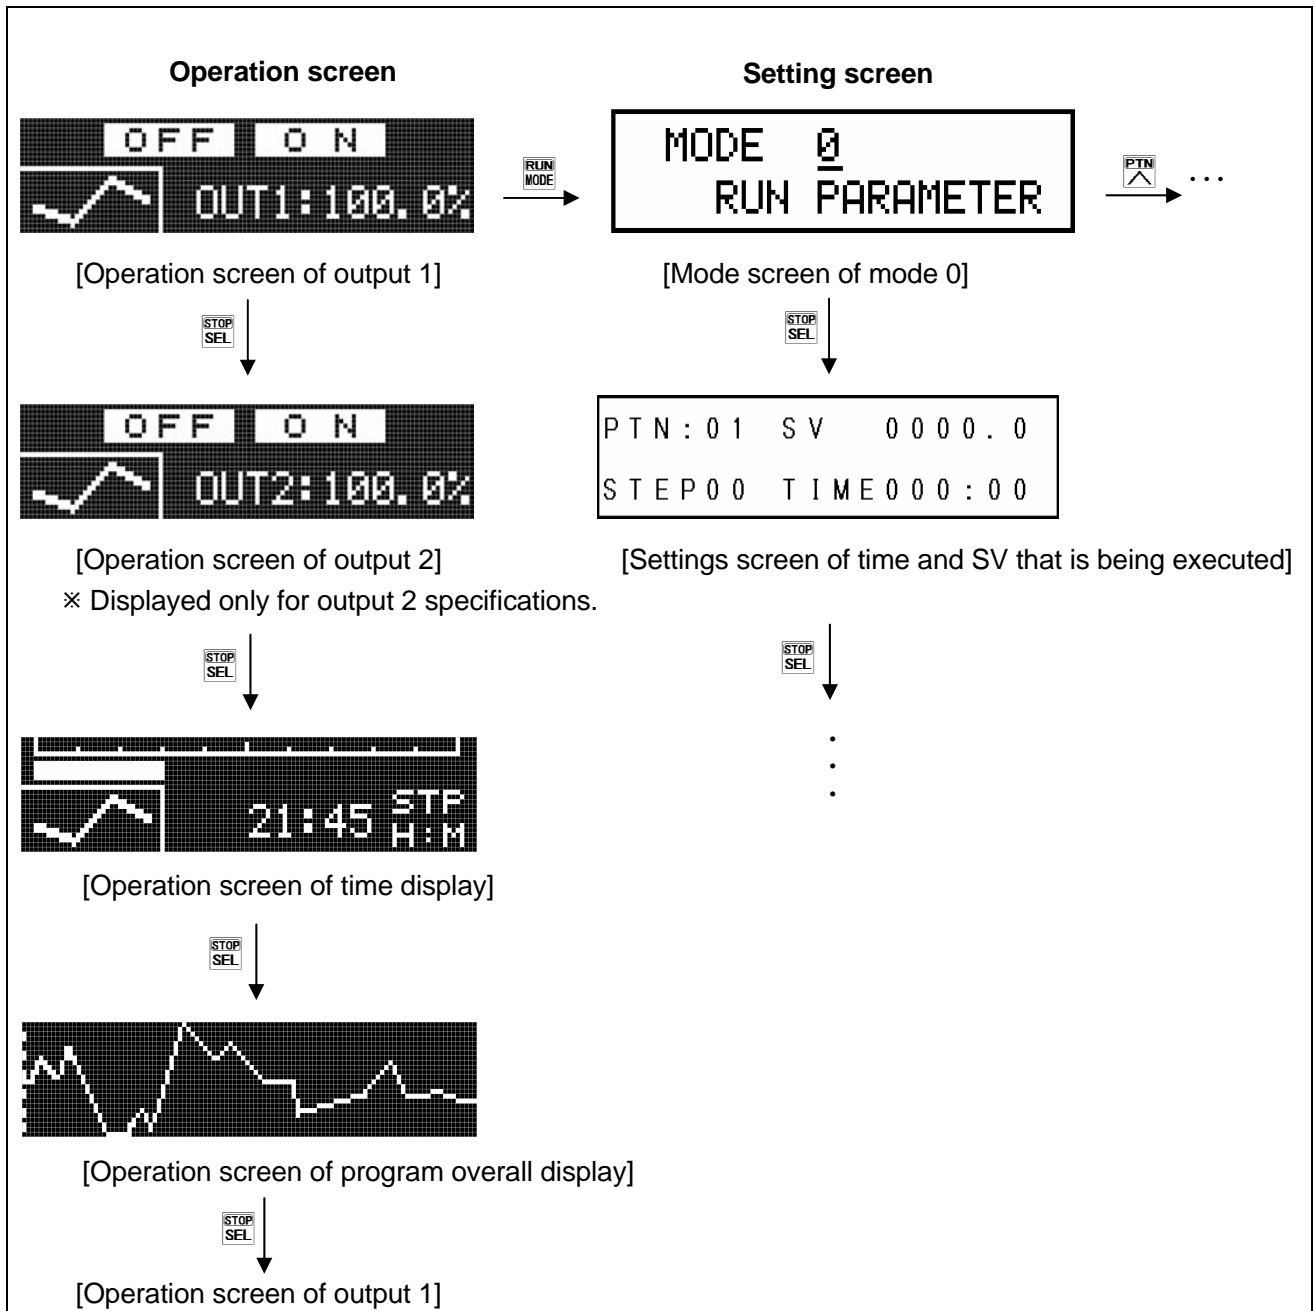 Operation screen
Setting screen
OFF ON
OUT1:100.0%
RUN
MODE
MODE 0
RUN PARAMETER
PTN
...
[Operation screen of output 1]
[Mode screen of mode 0]
STOP
SEL
STOP
SEL
OFF ON
OUT2:100.0%
PTN:01 SV 0000.0
STEP00 TIME000:00
[Operation screen of output 2]
[Settings screen of time and SV that is being executed]
※ Displayed only for output 2 specifications.
STOP
SEL
STOP
SEL
21:45 STP
H:M
[Operation screen of time display]
STOP
SEL
[Operation screen of program overall display]
STOP
SEL
[Operation screen of output 1]